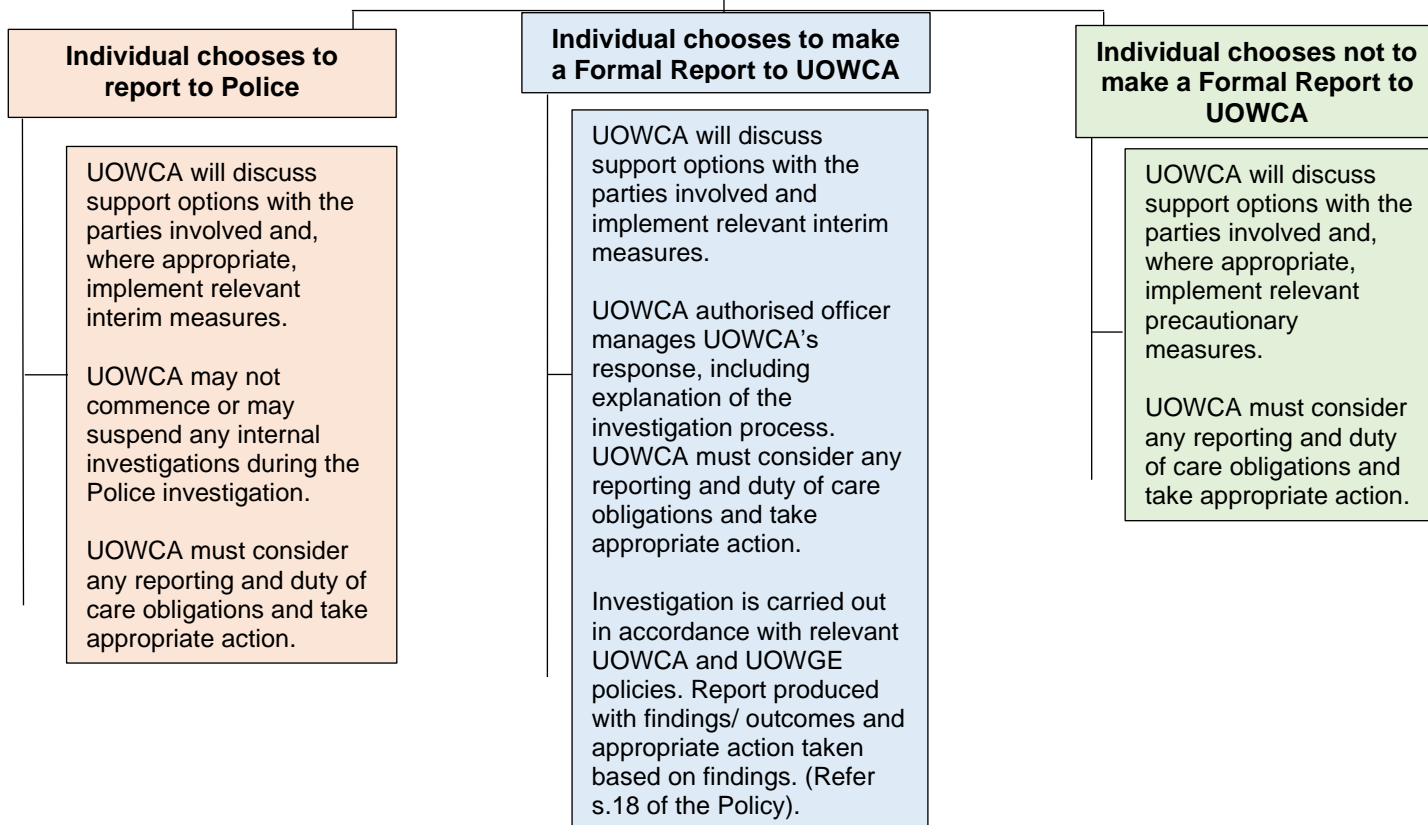 Individual chooses to
report to Police
UOWCA will discuss
support options with the
parties involved and,
where appropriate,
implement relevant
interim measures.
UOWCA may not
commence or may
suspend any internal
investigations during the
Police investigation.
UOWCA must consider
any reporting and duty of
care obligations and take
appropriate action.
Individual chooses to make
a Formal Report to UOWCA
UOWCA will discuss
support options with the
parties involved and
implement relevant interim
measures.
UOWCA authorised officer
manages UOWCA’s
response, including
explanation of the
investigation process.
UOWCA must consider any
reporting and duty of care
obligations and take
appropriate action.
Investigation is carried out
in accordance with relevant
UOWCA and UOWGE
policies. Report produced
with findings/ outcomes and
appropriate action taken
based on findings. (Refer
s.18 of the Policy).
Individual chooses not to
make a Formal Report to
UOWCA
UOWCA will discuss
support options with the
parties involved and,
where appropriate,
implement relevant
precautionary
measures.
UOWCA must consider
any reporting and duty
of care obligations and
take appropriate action.